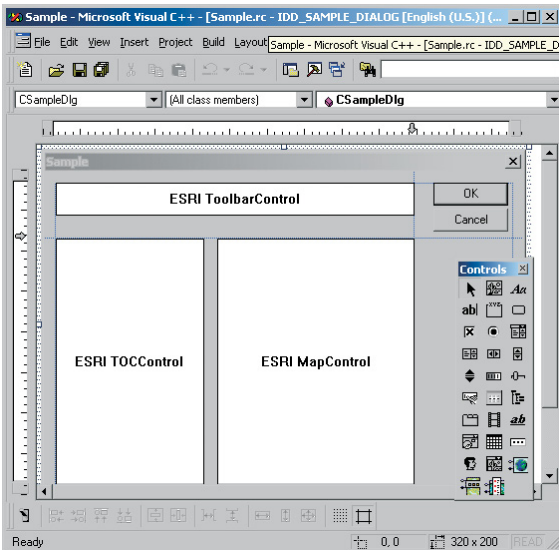 Sample - Microsoft Visual C++ - [Sample.rc - IDD_SAMPLE_DIALOG [English (U.S.)] (...
File Edit View Insert Project Build Layout
Sample - Microsoft Visual C++ - [Sample.rc - IDD_SAMPLE_D
CSampleDlg (All class members) CSampleDlg
Sample
ESRI ToolbarControl
OK
Cancel
Controls
Aa
ab|
XYZ
ESRI TOCControl
ESRI MapControl
ab
Ready 0, 0 320 x 200 READ